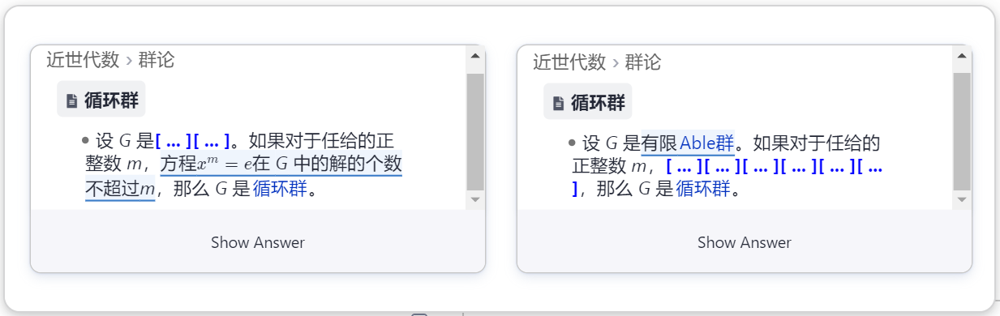 近世代数 › 群论
循环群
• 设 G 是[ ... ][ ... ]。如果对于任给的正
整数 m，方程xᵐ = e在 G 中的解的个数
不超过m，那么 G 是循环群。
Show Answer
近世代数 › 群论
循环群
• 设 G 是有限Able群。如果对于任给的
正整数 m，[ ... ][ ... ][ ... ][ ... ][ ... ][ ...
]，那么 G 是循环群。
Show Answer